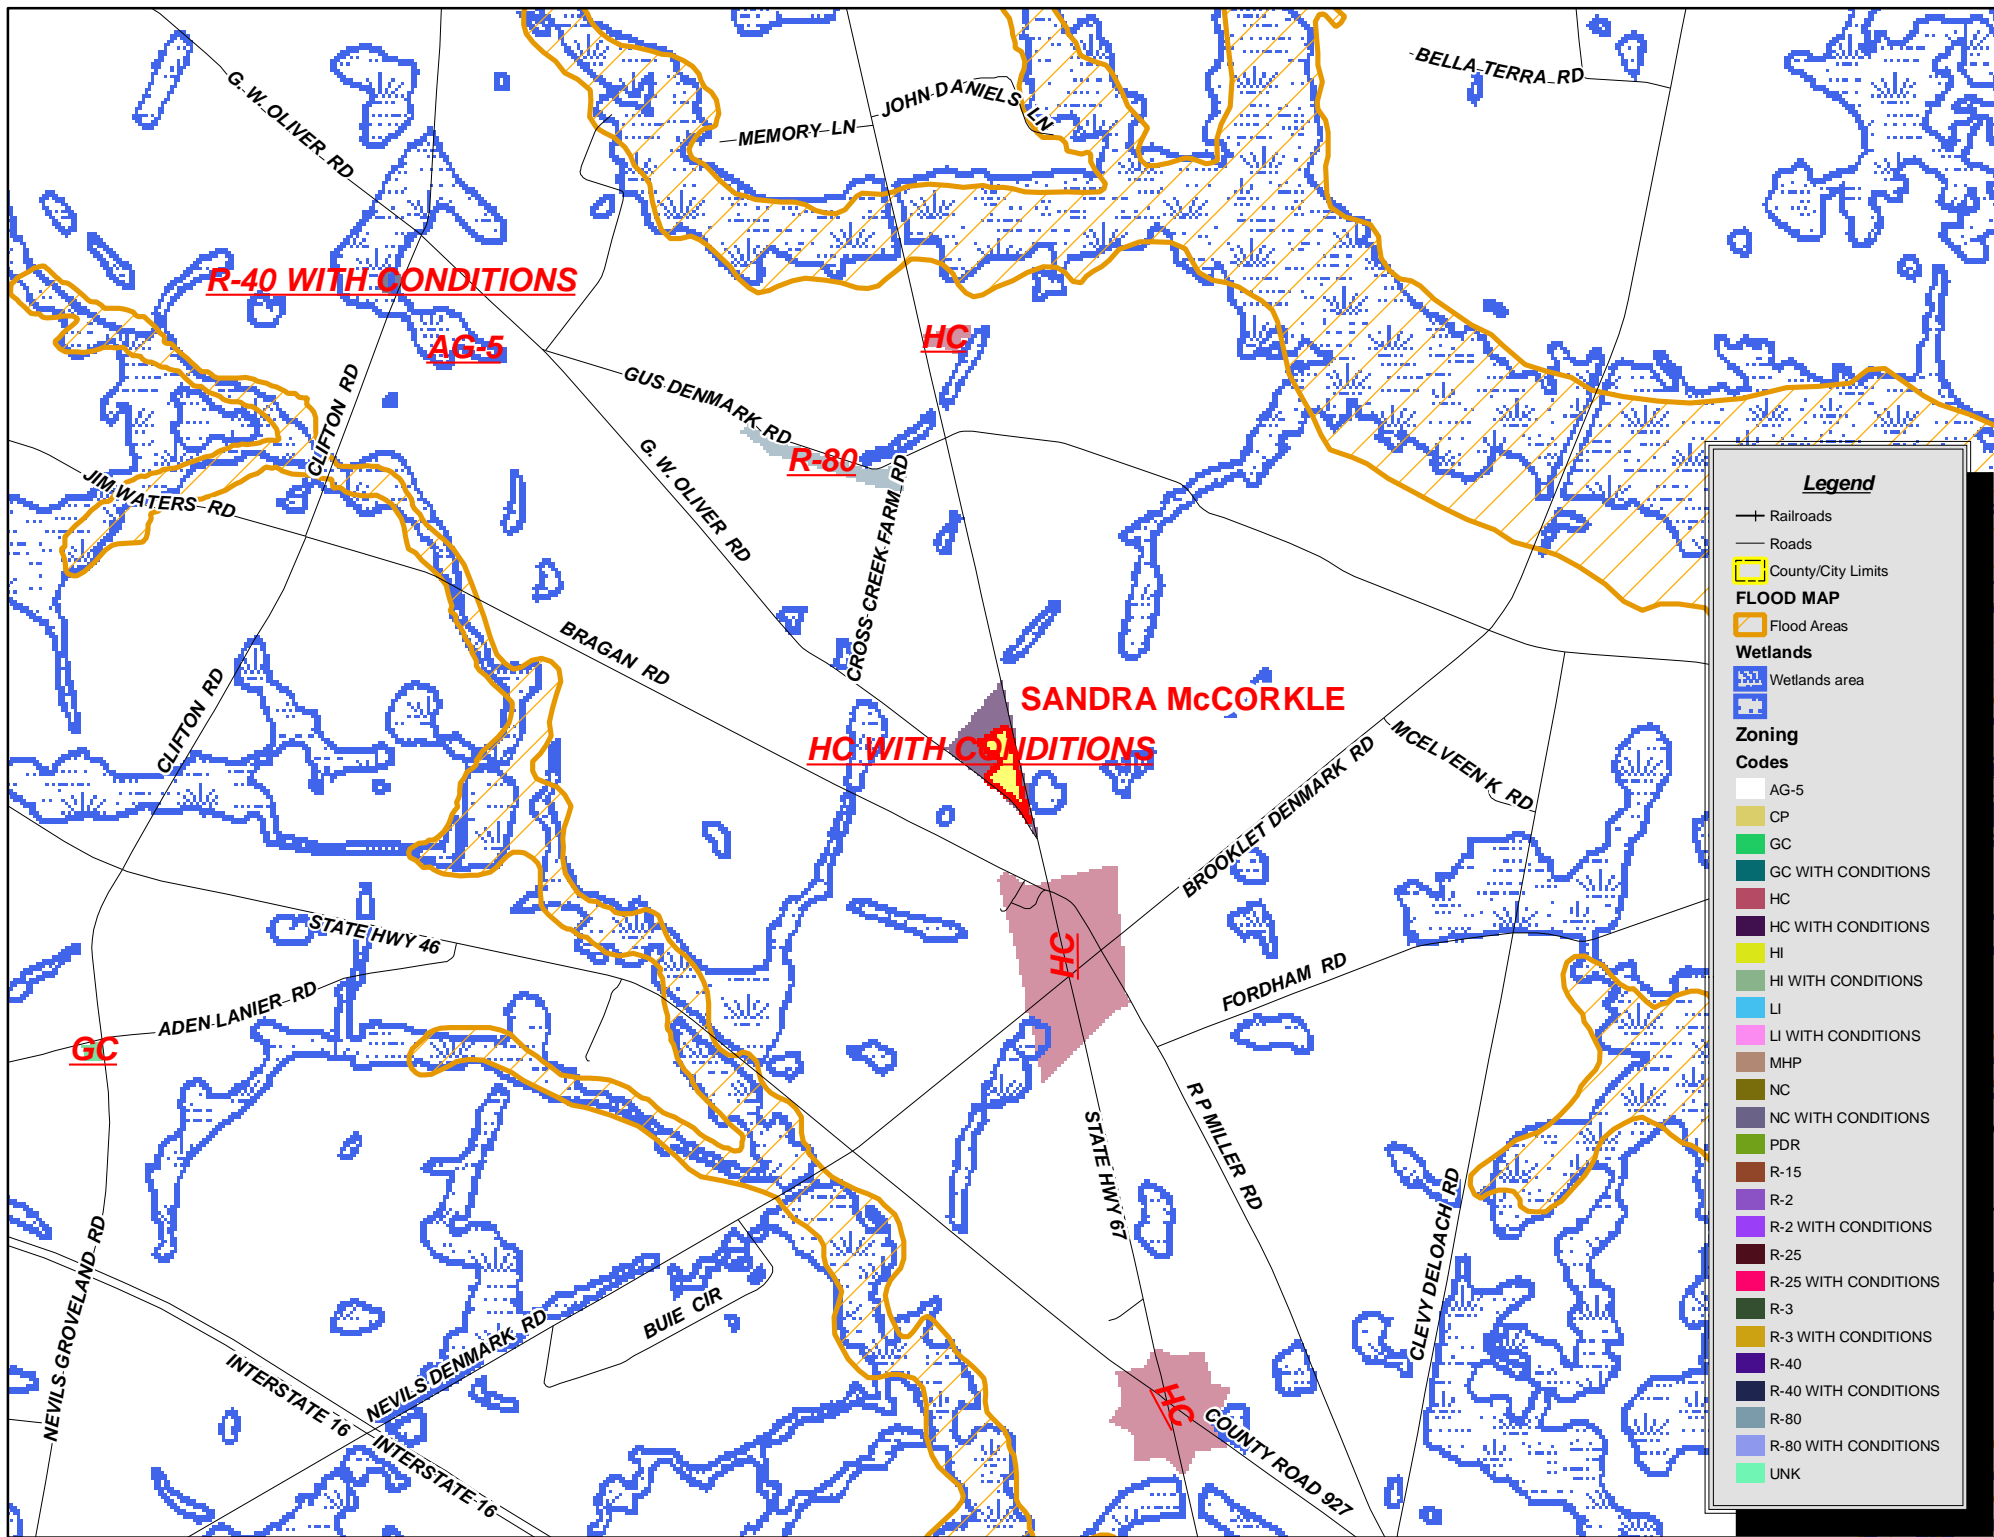 BELLA TERRA RD
G. W. OLIVER RD
JOHN DANIELS LN
MEMORY LN
R-40 WITH CONDITIONS
HC
AG-5
GUS DENMARK RD
CLIFTON RD
R-80
G. W. OLIVER RD
JIM WATERS RD
CROSS CREEK FARM RD
BRAGAN RD
CLIFTON RD
SANDRA McCORKLE
HC WITH CONDITIONS
MCELVEEN K RD
BROOKLET DENMARK RD
STATE HWY 46
HC
FORDHAM RD
ADEN LANIER RD
GC
R P MILLER RD
STATE HWY 67
CLEVY DELOACH RD
NEVILS GROVELAND RD
BUIE CIR
NEVILS DENMARK RD
INTERSTATE 16
HC
COUNTY ROAD 927
INTERSTATE 16
Legend
Railroads
Roads
County/City Limits
FLOOD MAP
Flood Areas
Wetlands
Wetlands area
Zoning
Codes
AG-5
CP
GC
GC WITH CONDITIONS
HC
HC WITH CONDITIONS
HI
HI WITH CONDITIONS
LI
LI WITH CONDITIONS
MHP
NC
NC WITH CONDITIONS
PDR
R-15
R-2
R-2 WITH CONDITIONS
R-25
R-25 WITH CONDITIONS
R-3
R-3 WITH CONDITIONS
R-40
R-40 WITH CONDITIONS
R-80
R-80 WITH CONDITIONS
UNK